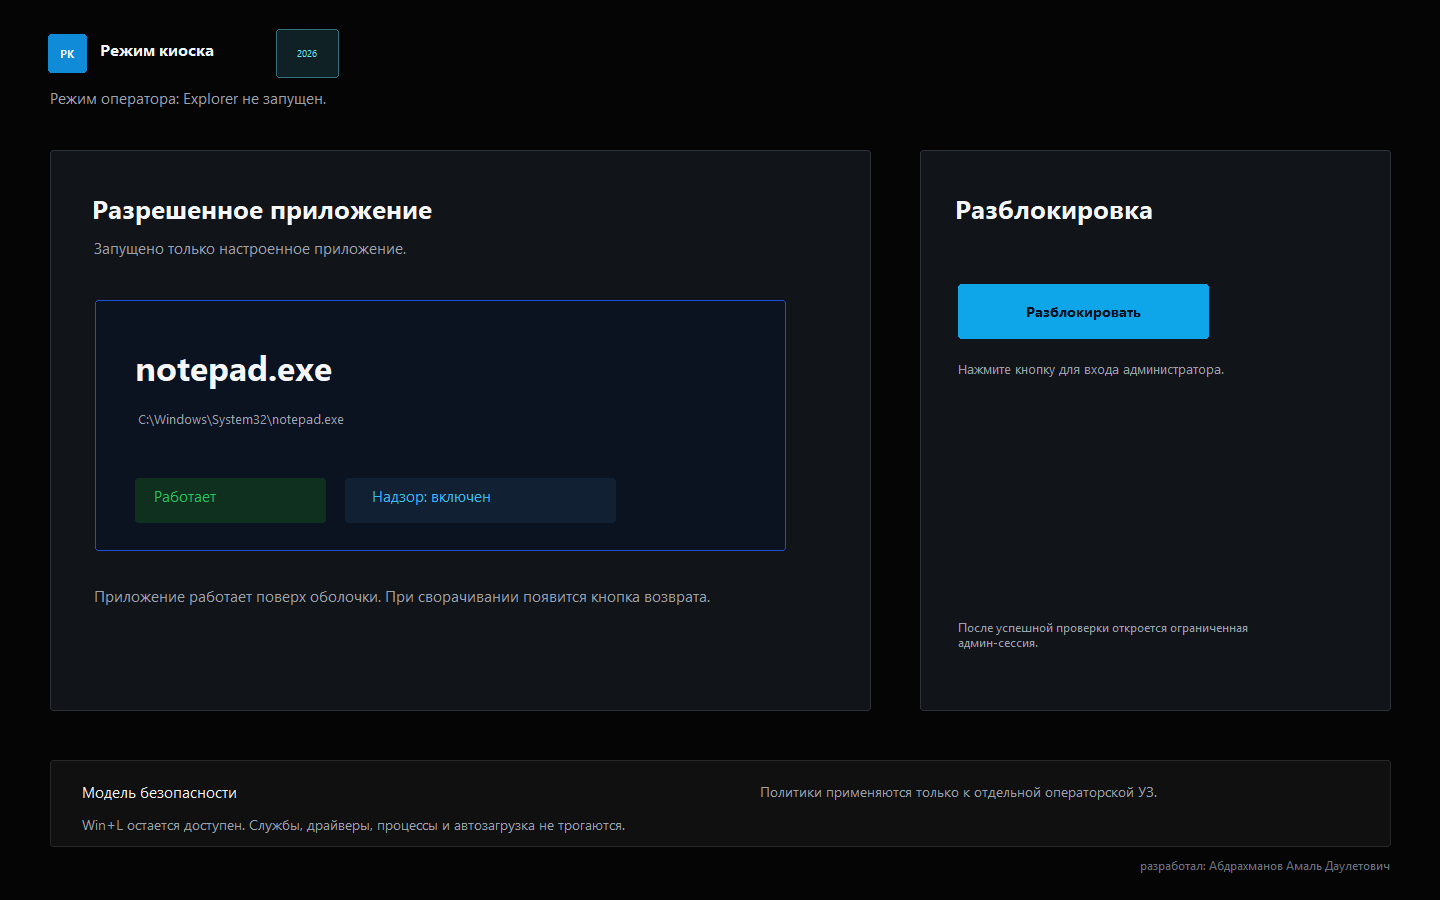 РК
Режим киоска
2026
Режим оператора: Explorer не запущен.
Разрешенное приложение
Запущено только настроенное приложение.
notepad.exe
C:\Windows\System32\notepad.exe
Работает
Надзор: включен
Приложение работает поверх оболочки. При сворачивании появится кнопка возврата.
Разблокировка
Разблокировать
Нажмите кнопку для входа администратора.
После успешной проверки откроется ограниченная
админ-сессия.
Модель безопасности
Политики применяются только к отдельной операторской УЗ.
Win+L остается доступен. Службы, драйверы, процессы и автозагрузка не трогаются.
разработал: Абдрахманов Амаль Даулетович